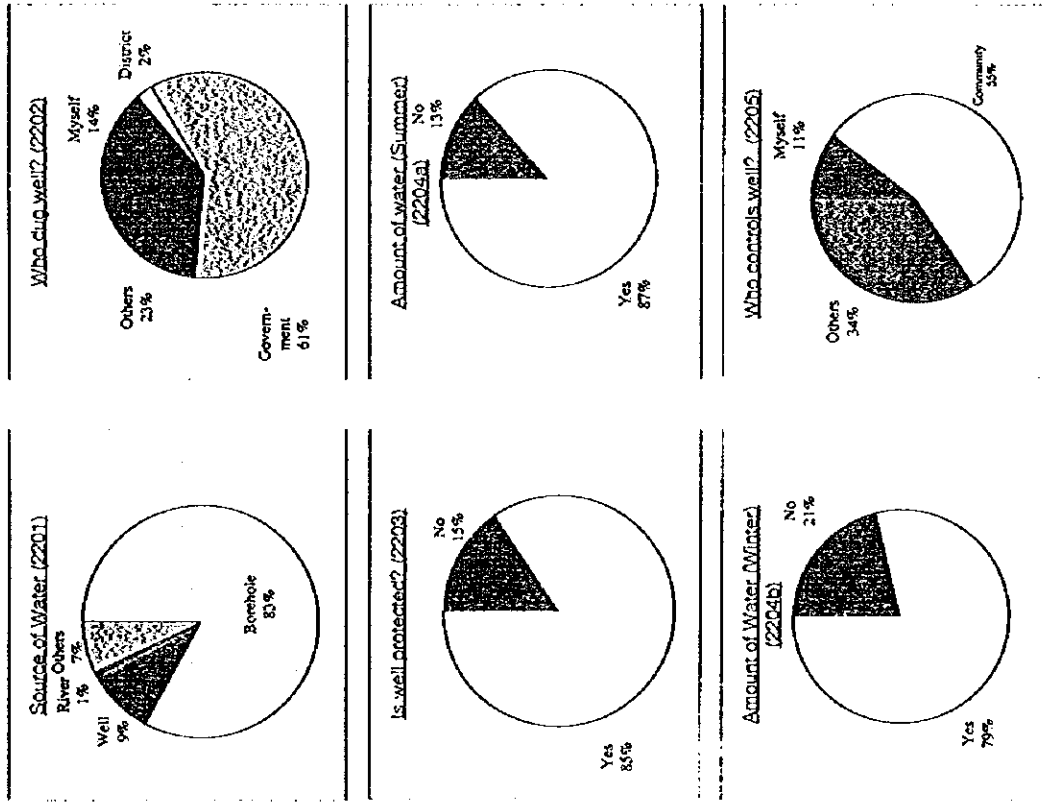 Source of Water (2201)
River Others
1% 7%
Well
9%
Borehole
83%
Who dug well? (2202)
Myself
14%
District
2%
Others
23%
Govern-
ment
61%
Is well protected? (2203)
No
15%
Yes
85%
Amount of water (Summer)
(2204a)
No
13%
Yes
87%
Amount of Water (Winter)
(2204b)
No
21%
Yes
79%
Who controls well? (2205)
Myself
11%
Others
34%
Community
55%